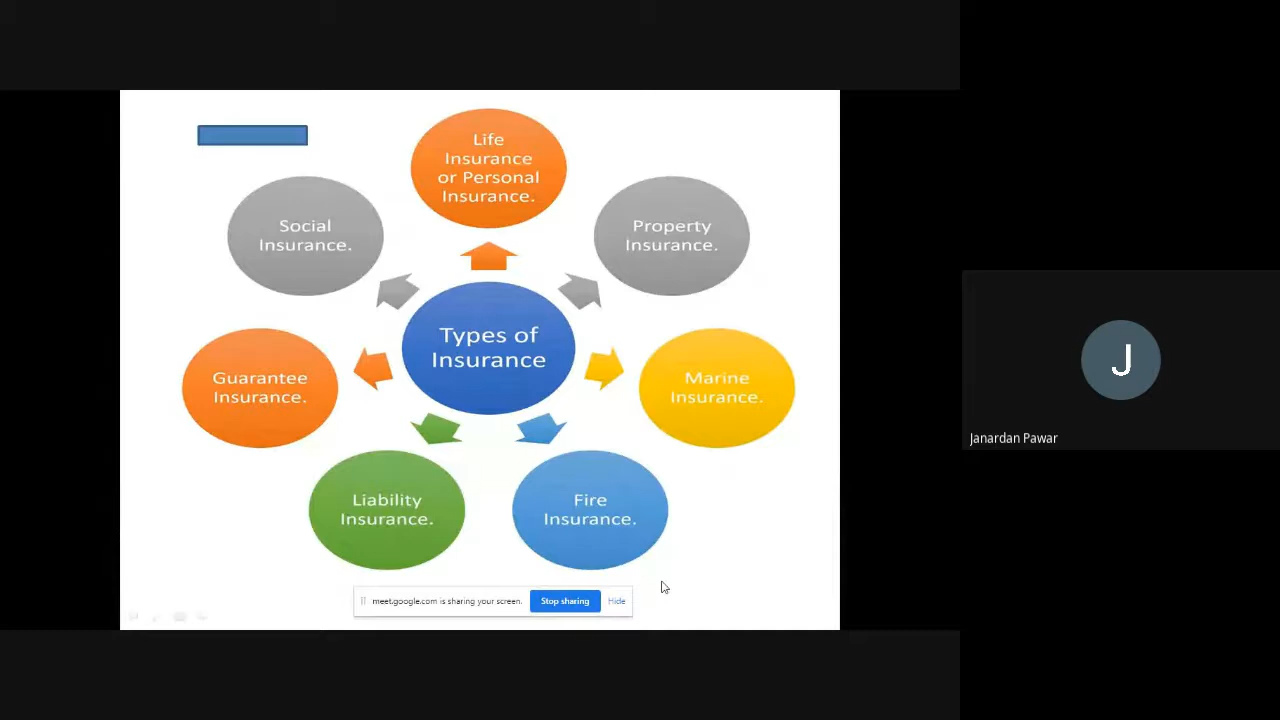 Life
Insurance
or Personal
Insurance.
Social
Insurance.
Property
Insurance.
Types of
Insurance
Guarantee
Insurance.
Marine
Insurance.
Liability
Insurance.
Fire
Insurance.
meet.google.com is sharing your screen.
Stop sharing
Hide
J
Janardan Pawar